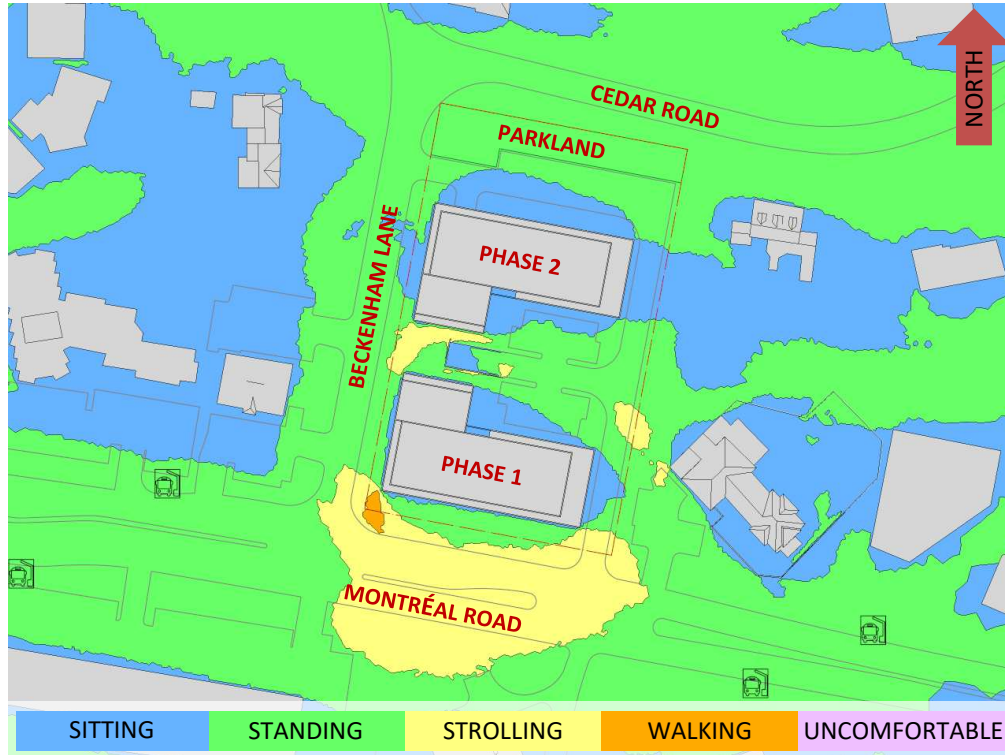 NORTH
CEDAR ROAD
PARKLAND
BECKENHAM LANE
PHASE 2
PHASE 1
MONTRÉAL ROAD
SITTING
STANDING
STROLLING
WALKING
UNCOMFORTABLE